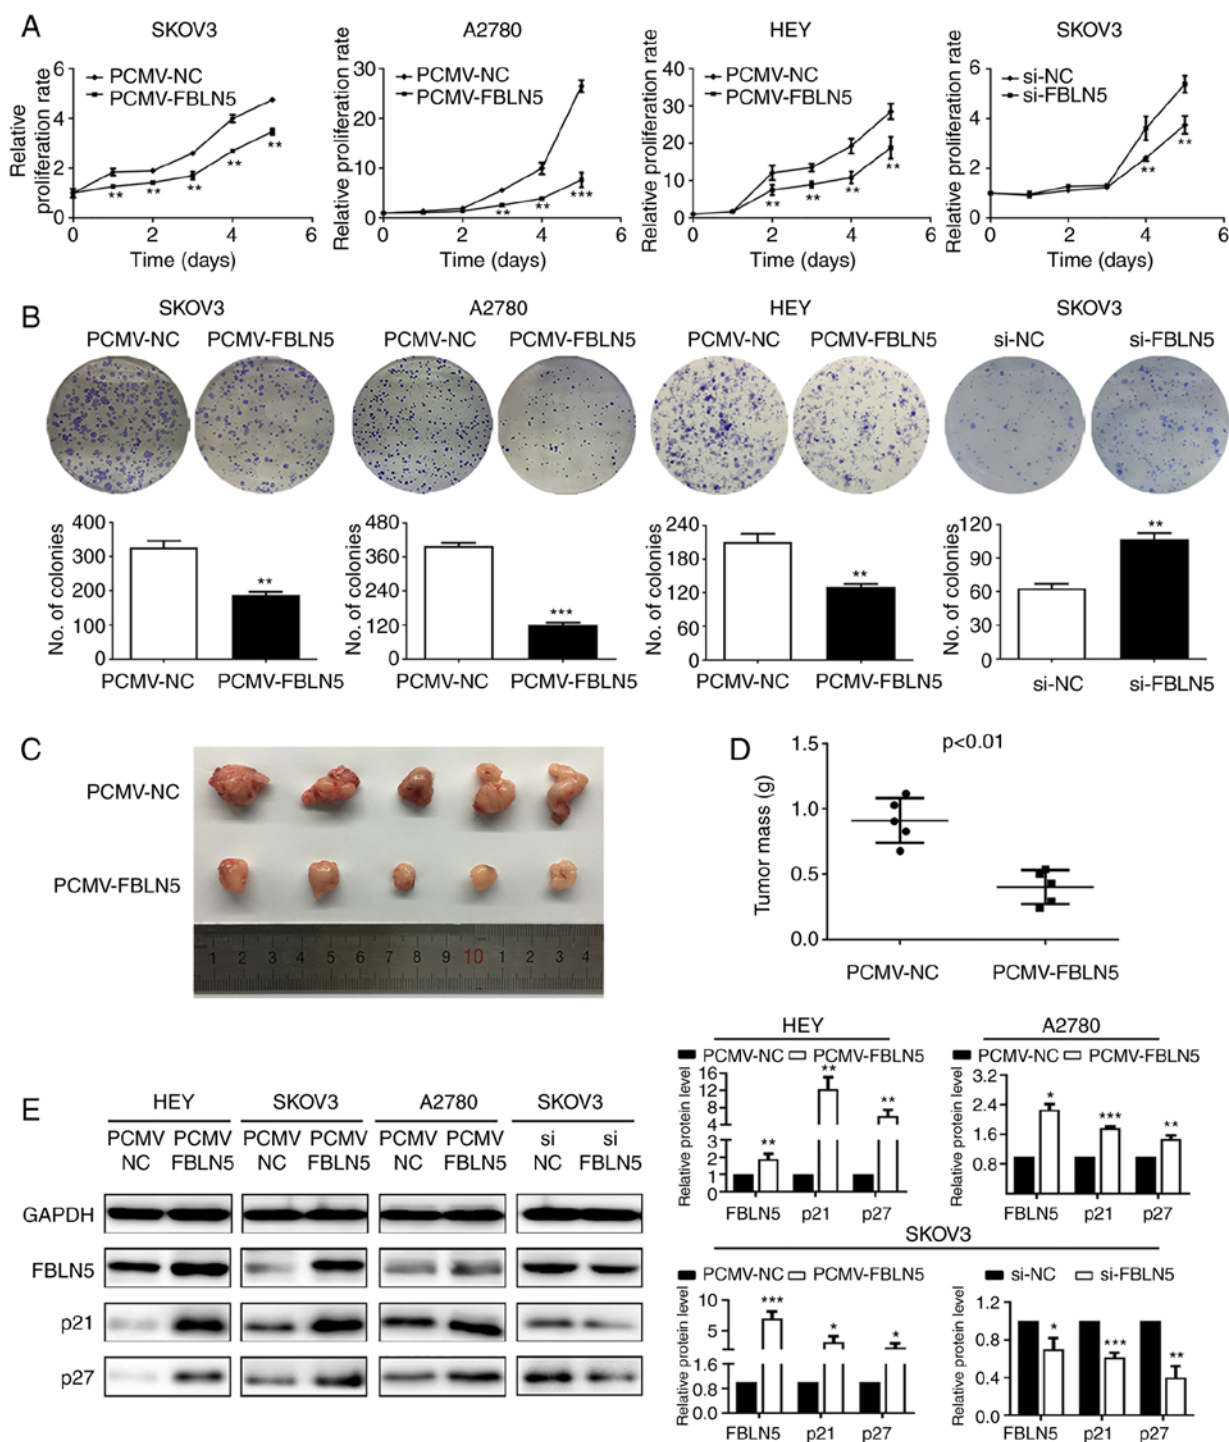 A
SKOV3
A2780
HEY
SKOV3
Relative proliferation rate
6
4
2
0
PCMV-NC
PCMV-FBLN5
**
**
**
**
**
0
2
4
6
Time (days)
Relative proliferation rate
30
20
10
0
PCMV-NC
PCMV-FBLN5
**
**
***
0
2
4
6
Time (days)
Relative proliferation rate
40
30
20
10
0
PCMV-NC
PCMV-FBLN5
**
**
**
**
0
2
4
6
Time (days)
Relative proliferation rate
6
4
2
0
si-NC
si-FBLN5
**
**
0
2
4
6
Time (days)
B
SKOV3
A2780
HEY
SKOV3
PCMV-NC PCMV-FBLN5
PCMV-NC PCMV-FBLN5
PCMV-NC PCMV-FBLN5
si-NC si-FBLN5
No. of colonies
400
300
200
100
0
**
PCMV-NC PCMV-FBLN5
No. of colonies
480
360
240
120
0
***
PCMV-NC PCMV-FBLN5
No. of colonies
240
180
120
60
0
**
PCMV-NC PCMV-FBLN5
No. of colonies
120
90
60
30
0
**
si-NC si-FBLN5
C
PCMV-NC
PCMV-FBLN5
1 2 3 4 5 6 7 8 9 10 1 2 3 4
D
Tumor mass (g)
1.5
1.0
0.5
0.0
p<0.01
PCMV-NC PCMV-FBLN5
E
HEY SKOV3 A2780 SKOV3
PCMV PCMV PCMV PCMV PCMV PCMV si si
NC FBLN5 NC FBLN5 NC FBLN5 NC FBLN5
GAPDH
FBLN5
p21
p27
HEY
PCMV-NC PCMV-FBLN5
Relative protein level
16
12
8
4
3
2
1
0
**
**
**
FBLN5 p21 p27
A2780
PCMV-NC PCMV-FBLN5
Relative protein level
3.2
2.4
1.6
0.8
*
***
**
FBLN5 p21 p27
SKOV3
PCMV-NC PCMV-FBLN5
Relative protein level
10
5
1.6
0.8
0.0
***
*
*
FBLN5 p21 p27
si-NC si-FBLN5
Relative protein level
1.2
0.8
0.4
0.0
*
***
**
FBLN5 p21 p27